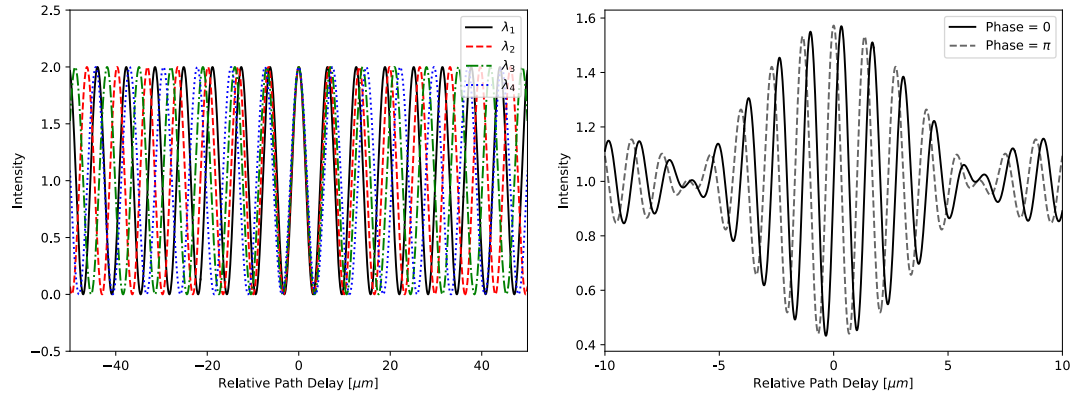 2.5
2.0
1.5
1.0
0.5
0.0
−0.5
Intensity
−40
−20
0
20
40
Relative Path Delay [μm]
λ1
λ2
λ3
λ4
1.6
1.4
1.2
1.0
0.8
0.6
0.4
Intensity
-10
-5
0
5
10
Relative Path Delay [μm]
Phase = 0
Phase = π